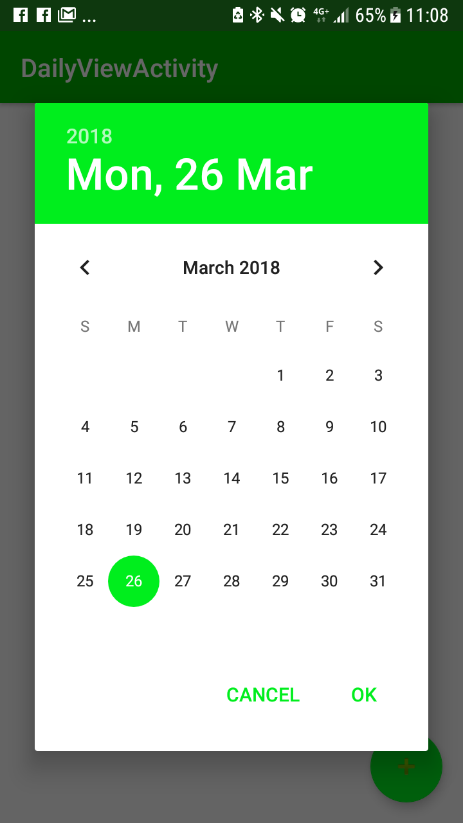 ... 4G+ 65% 11:08
DailyViewActivity
2018
Mon, 26 Mar
March 2018
S M T W T F S
1 2 3
4 5 6 7 8 9 10
11 12 13 14 15 16 17
18 19 20 21 22 23 24
25 26 27 28 29 30 31
CANCEL OK
+